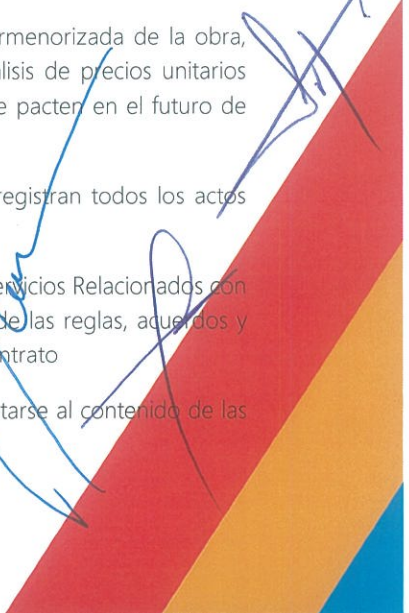 rmenorizada de la obra,
lisis de precios unitarios
e pacten en el futuro de
registran todos los actos
ervicios Relacionados con
de las reglas, acuerdos y
ntrato
tarse al contenido de las